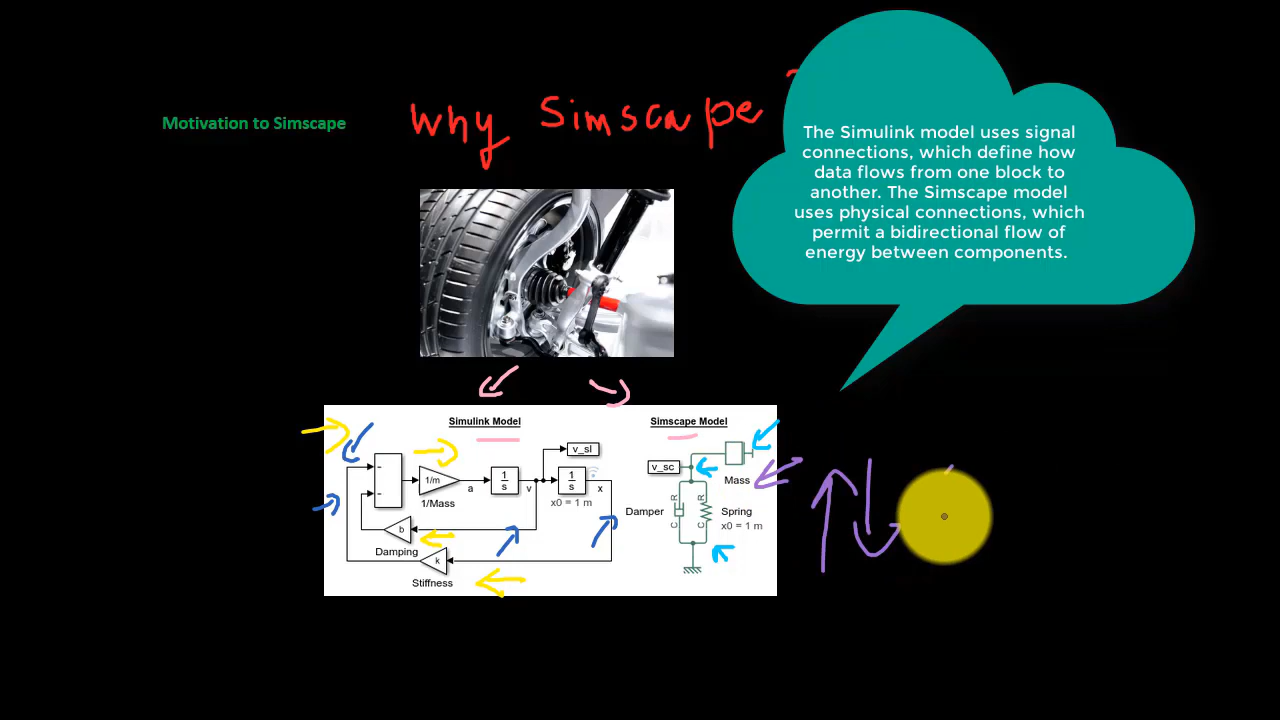 Motivation to Simscape
Why Simscape ?
The Simulink model uses signal
connections, which define how
data flows from one block to
another. The Simscape model
uses physical connections, which
permit a bidirectional flow of
energy between components.
Simulink Model
Simscape Model
v_sl
v_sc
-
-
1/m
a
1
s
v
1
s
x
1/Mass
x0 = 1 m
b
Damping
k
Stiffness
Mass
Damper
R
C
R
C
Spring
x0 = 1 m